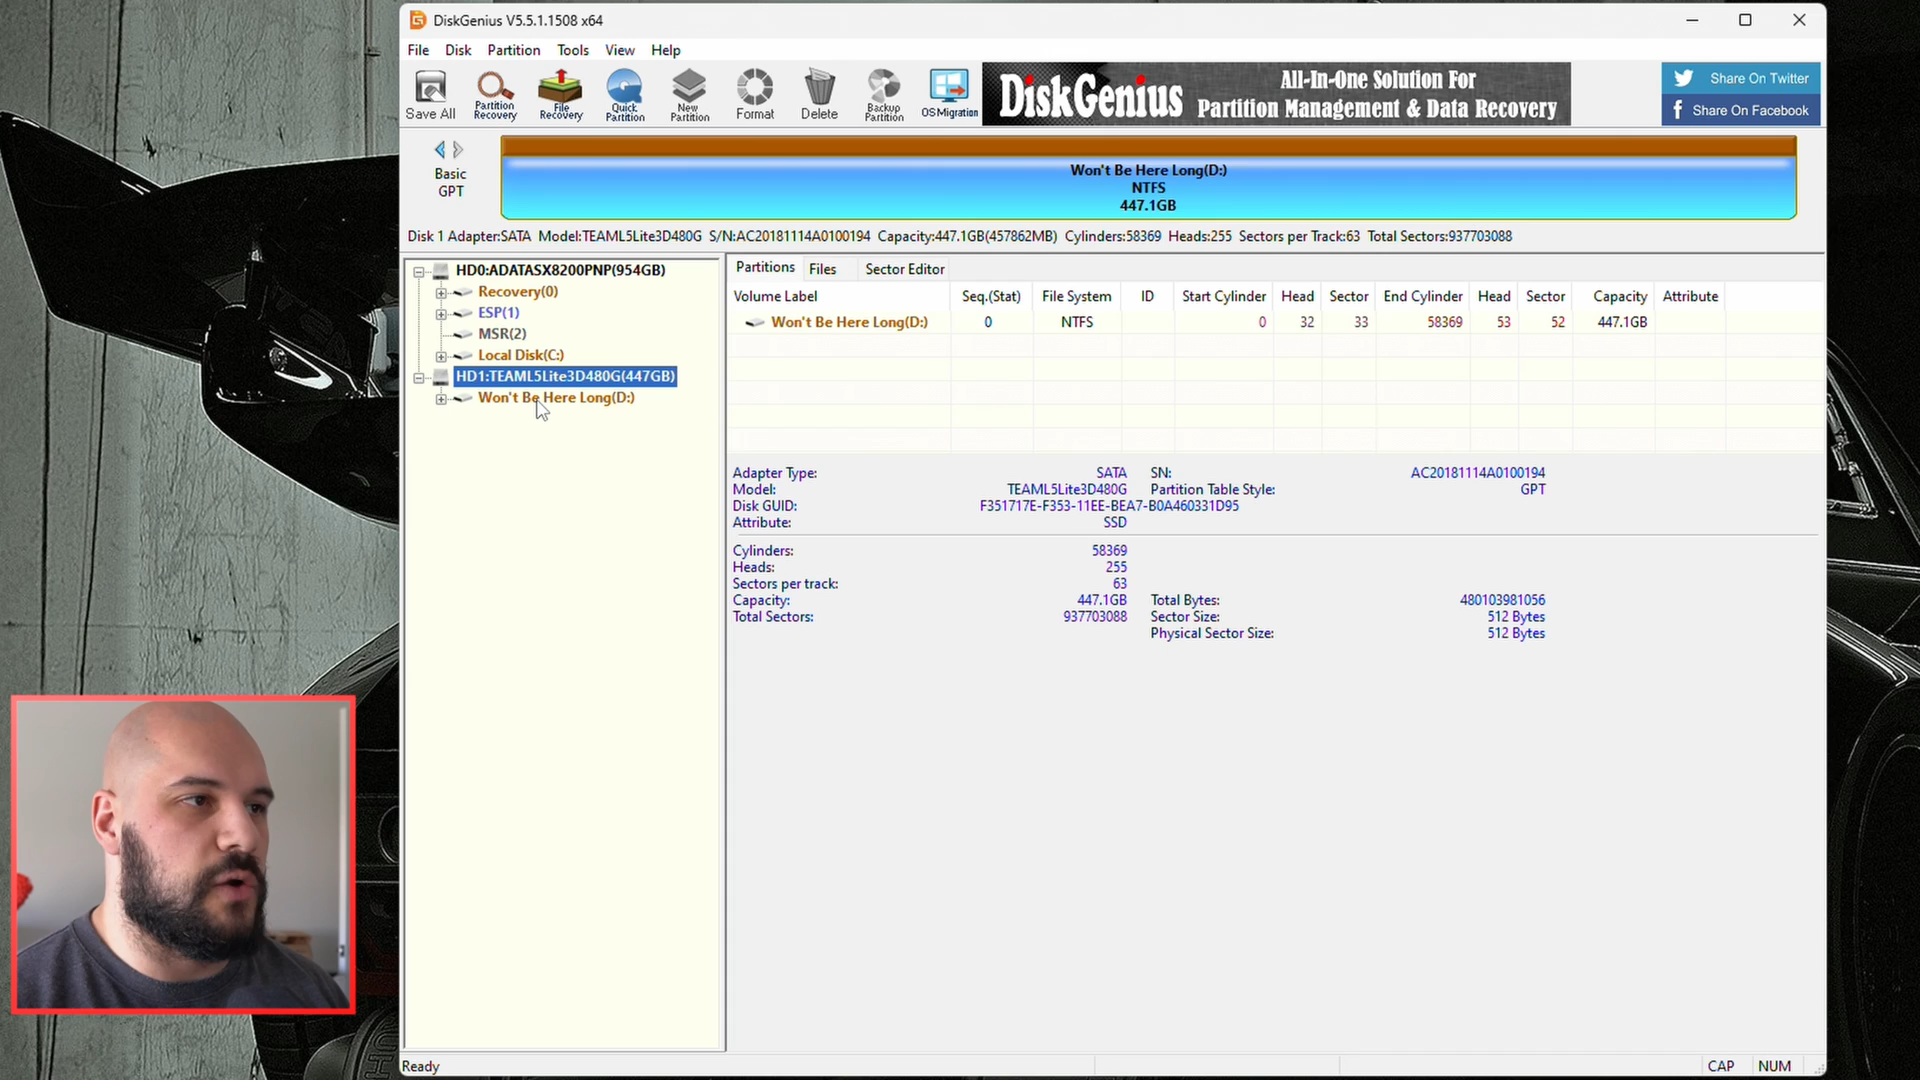 DiskGenius V5.5.1.1508 x64
File Disk Partition Tools View Help
Save All
Partition Recovery
File Recovery
Quick Partition
New Partition
Format
Delete
Backup Partition
OS Migration
DiskGenius
All-In-One Solution For
Partition Management & Data Recovery
Share On Twitter
Share On Facebook
Basic
GPT
Won't Be Here Long(D:)
NTFS
447.1GB
Disk 1 Adapter:SATA Model:TEAML5Lite3D480G S/N:AC20181114A0100194 Capacity:447.1GB(457862MB) Cylinders:58369 Heads:255 Sectors per Track:63 Total Sectors:937703088
HD0:ADATASX8200PNP(954GB)
Recovery(0)
ESP(1)
MSR(2)
Local Disk(C:)
HD1:TEAML5Lite3D480G(447GB)
Won't Be Here Long(D:)
Partitions Files Sector Editor
Volume Label Seq.(Stat) File System ID Start Cylinder Head Sector End Cylinder Head Sector Capacity Attribute
Won't Be Here Long(D:) 0 NTFS 0 32 33 58369 53 52 447.1GB
Adapter Type: SATA SN: AC20181114A0100194
Model: TEAML5Lite3D480G Partition Table Style: GPT
Disk GUID: F351717E-F353-11EE-BEA7-B0A460331D95
Attribute: SSD
Cylinders: 58369
Heads: 255
Sectors per track: 63
Capacity: 447.1GB Total Bytes: 480103981056
Total Sectors: 937703088 Sector Size: 512 Bytes
Physical Sector Size: 512 Bytes
Ready CAP NUM